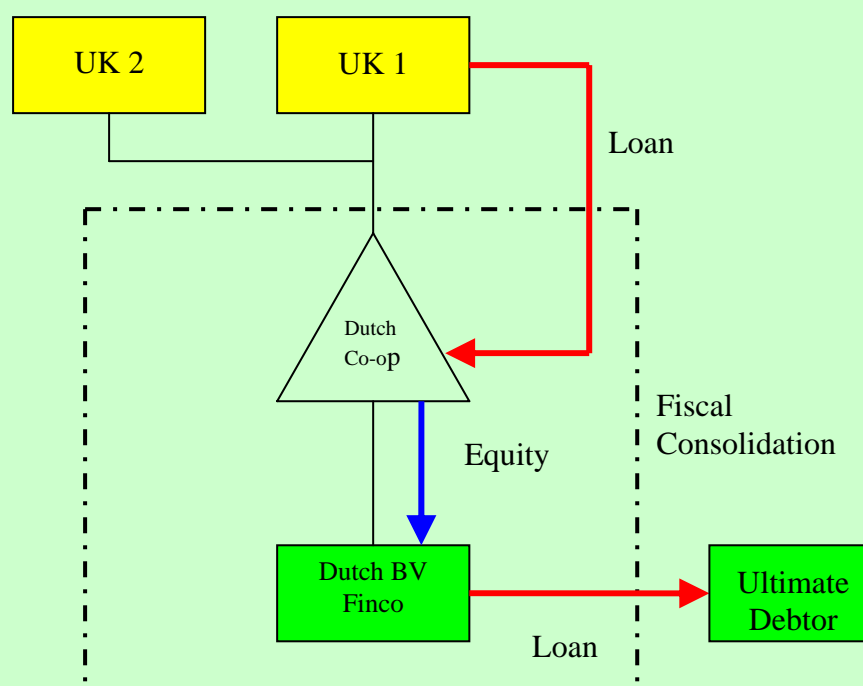 UK 2
UK 1
Loan
Dutch
Co-op
Fiscal
Consolidation
Equity
Dutch BV
Finco
Ultimate
Debtor
Loan